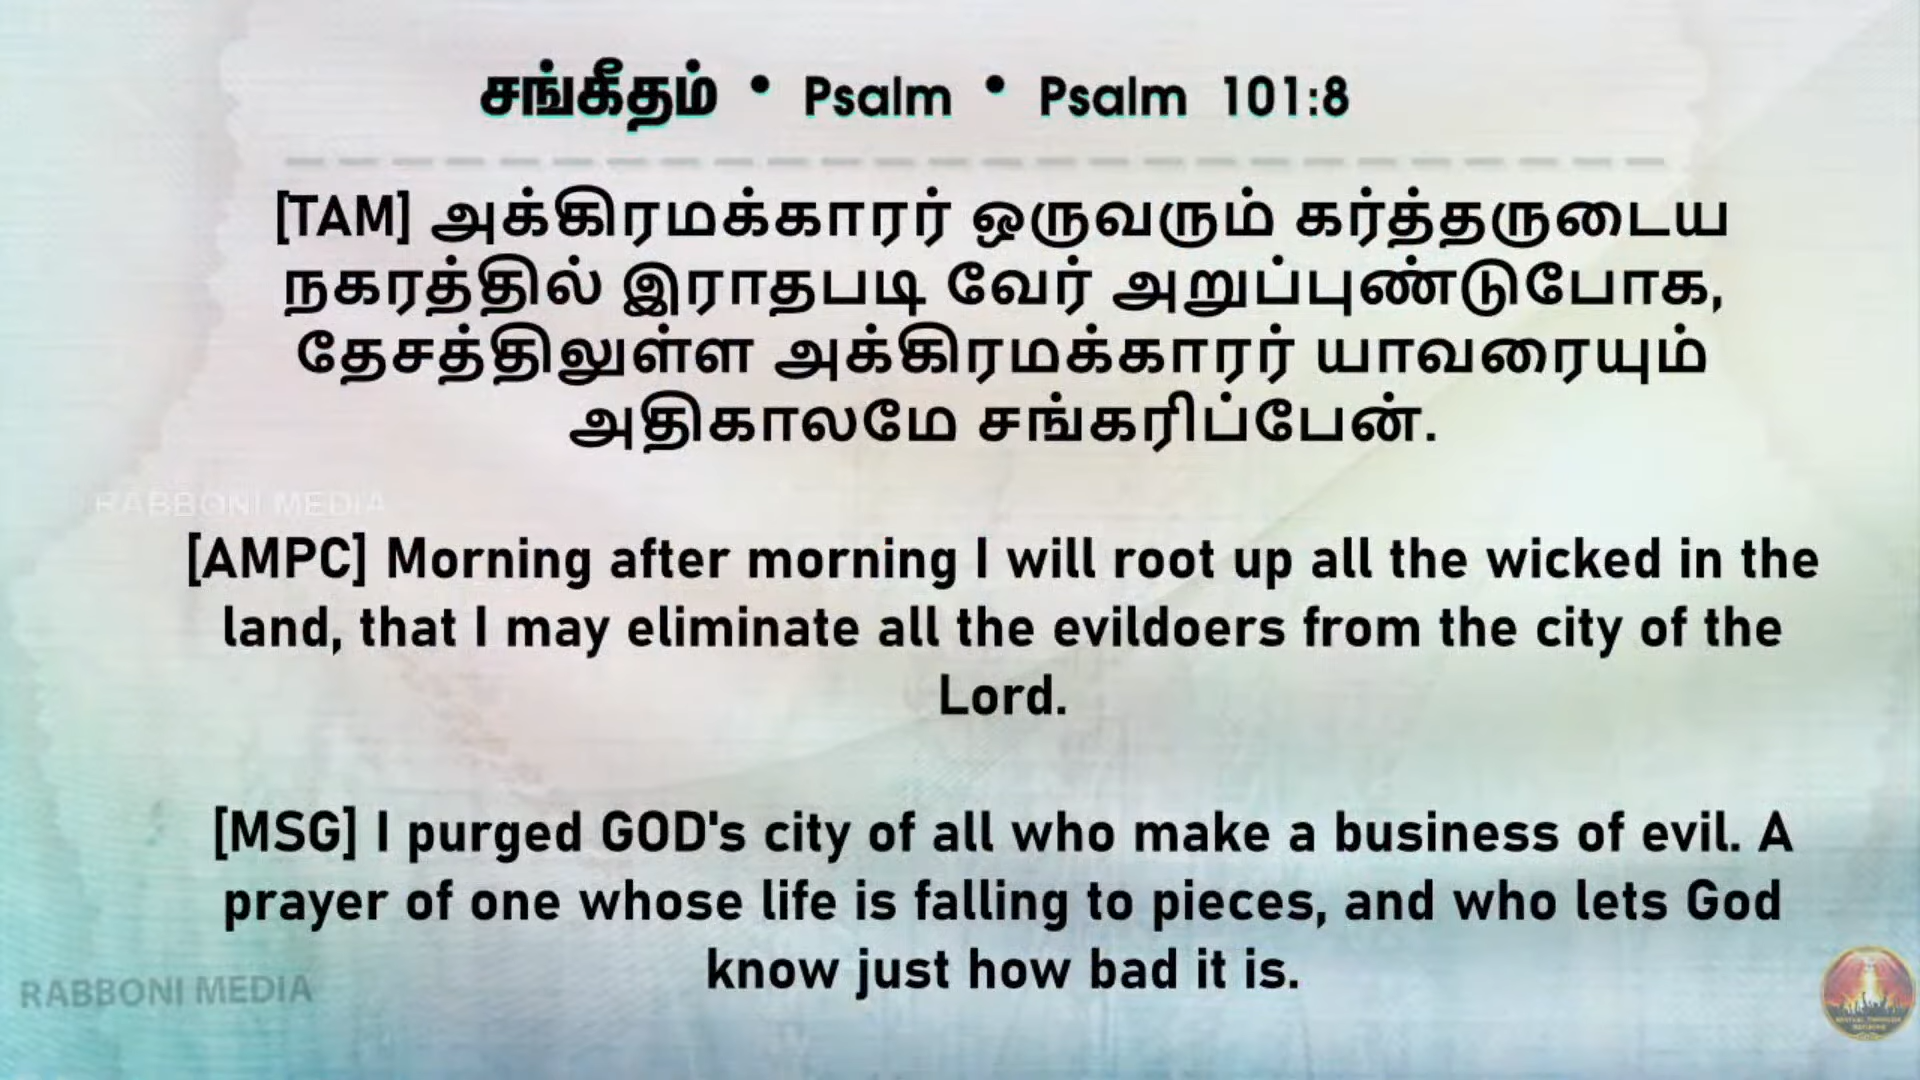 சங்கீதம் • Psalm • Psalm 101:8
[TAM] அக்கிரமக்காரர் ஒருவரும் கர்த்தருடைய
நகரத்தில் இராதபடி வேர் அறுப்புண்டுபோக,
தேசத்திலுள்ள அக்கிரமக்காரர் யாவரையும்
அதிகாலமே சங்கரிப்பேன்.
RABBONI MEDIA
[AMPC] Morning after morning I will root up all the wicked in the
land, that I may eliminate all the evildoers from the city of the
Lord.
[MSG] I purged GOD's city of all who make a business of evil. A
prayer of one whose life is falling to pieces, and who lets God
know just how bad it is.
RABBONI MEDIA